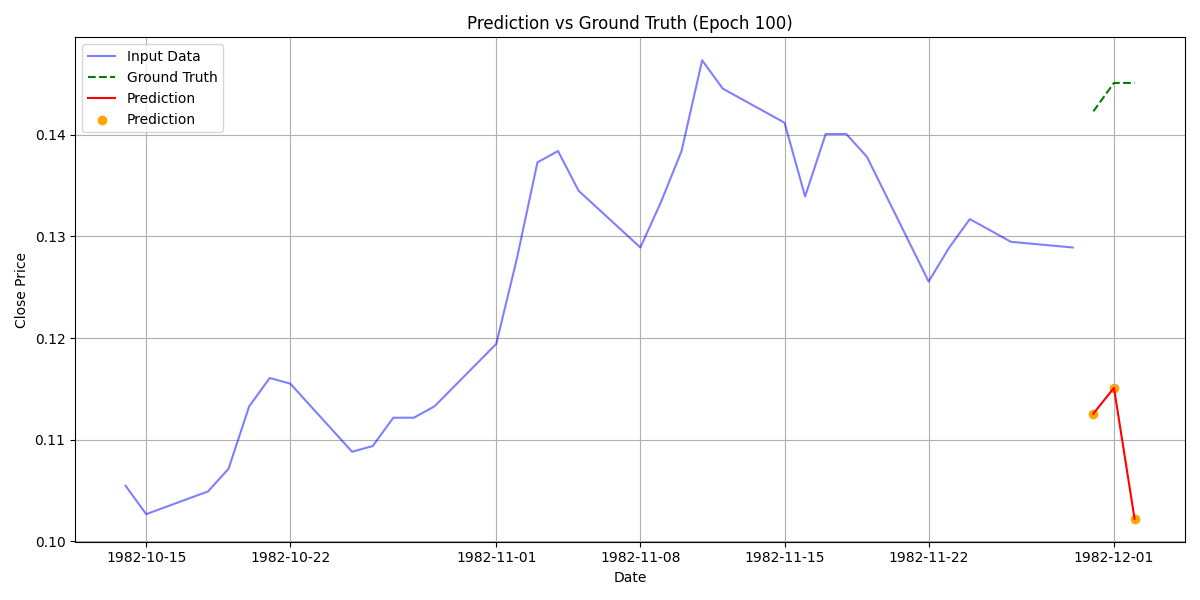 Prediction vs Ground Truth (Epoch 100)
Input Data
Ground Truth
Prediction
Prediction
Close Price
0.14
0.13
0.12
0.11
0.10
1982-10-15
1982-10-22
1982-11-01
1982-11-08
1982-11-15
1982-11-22
1982-12-01
Date